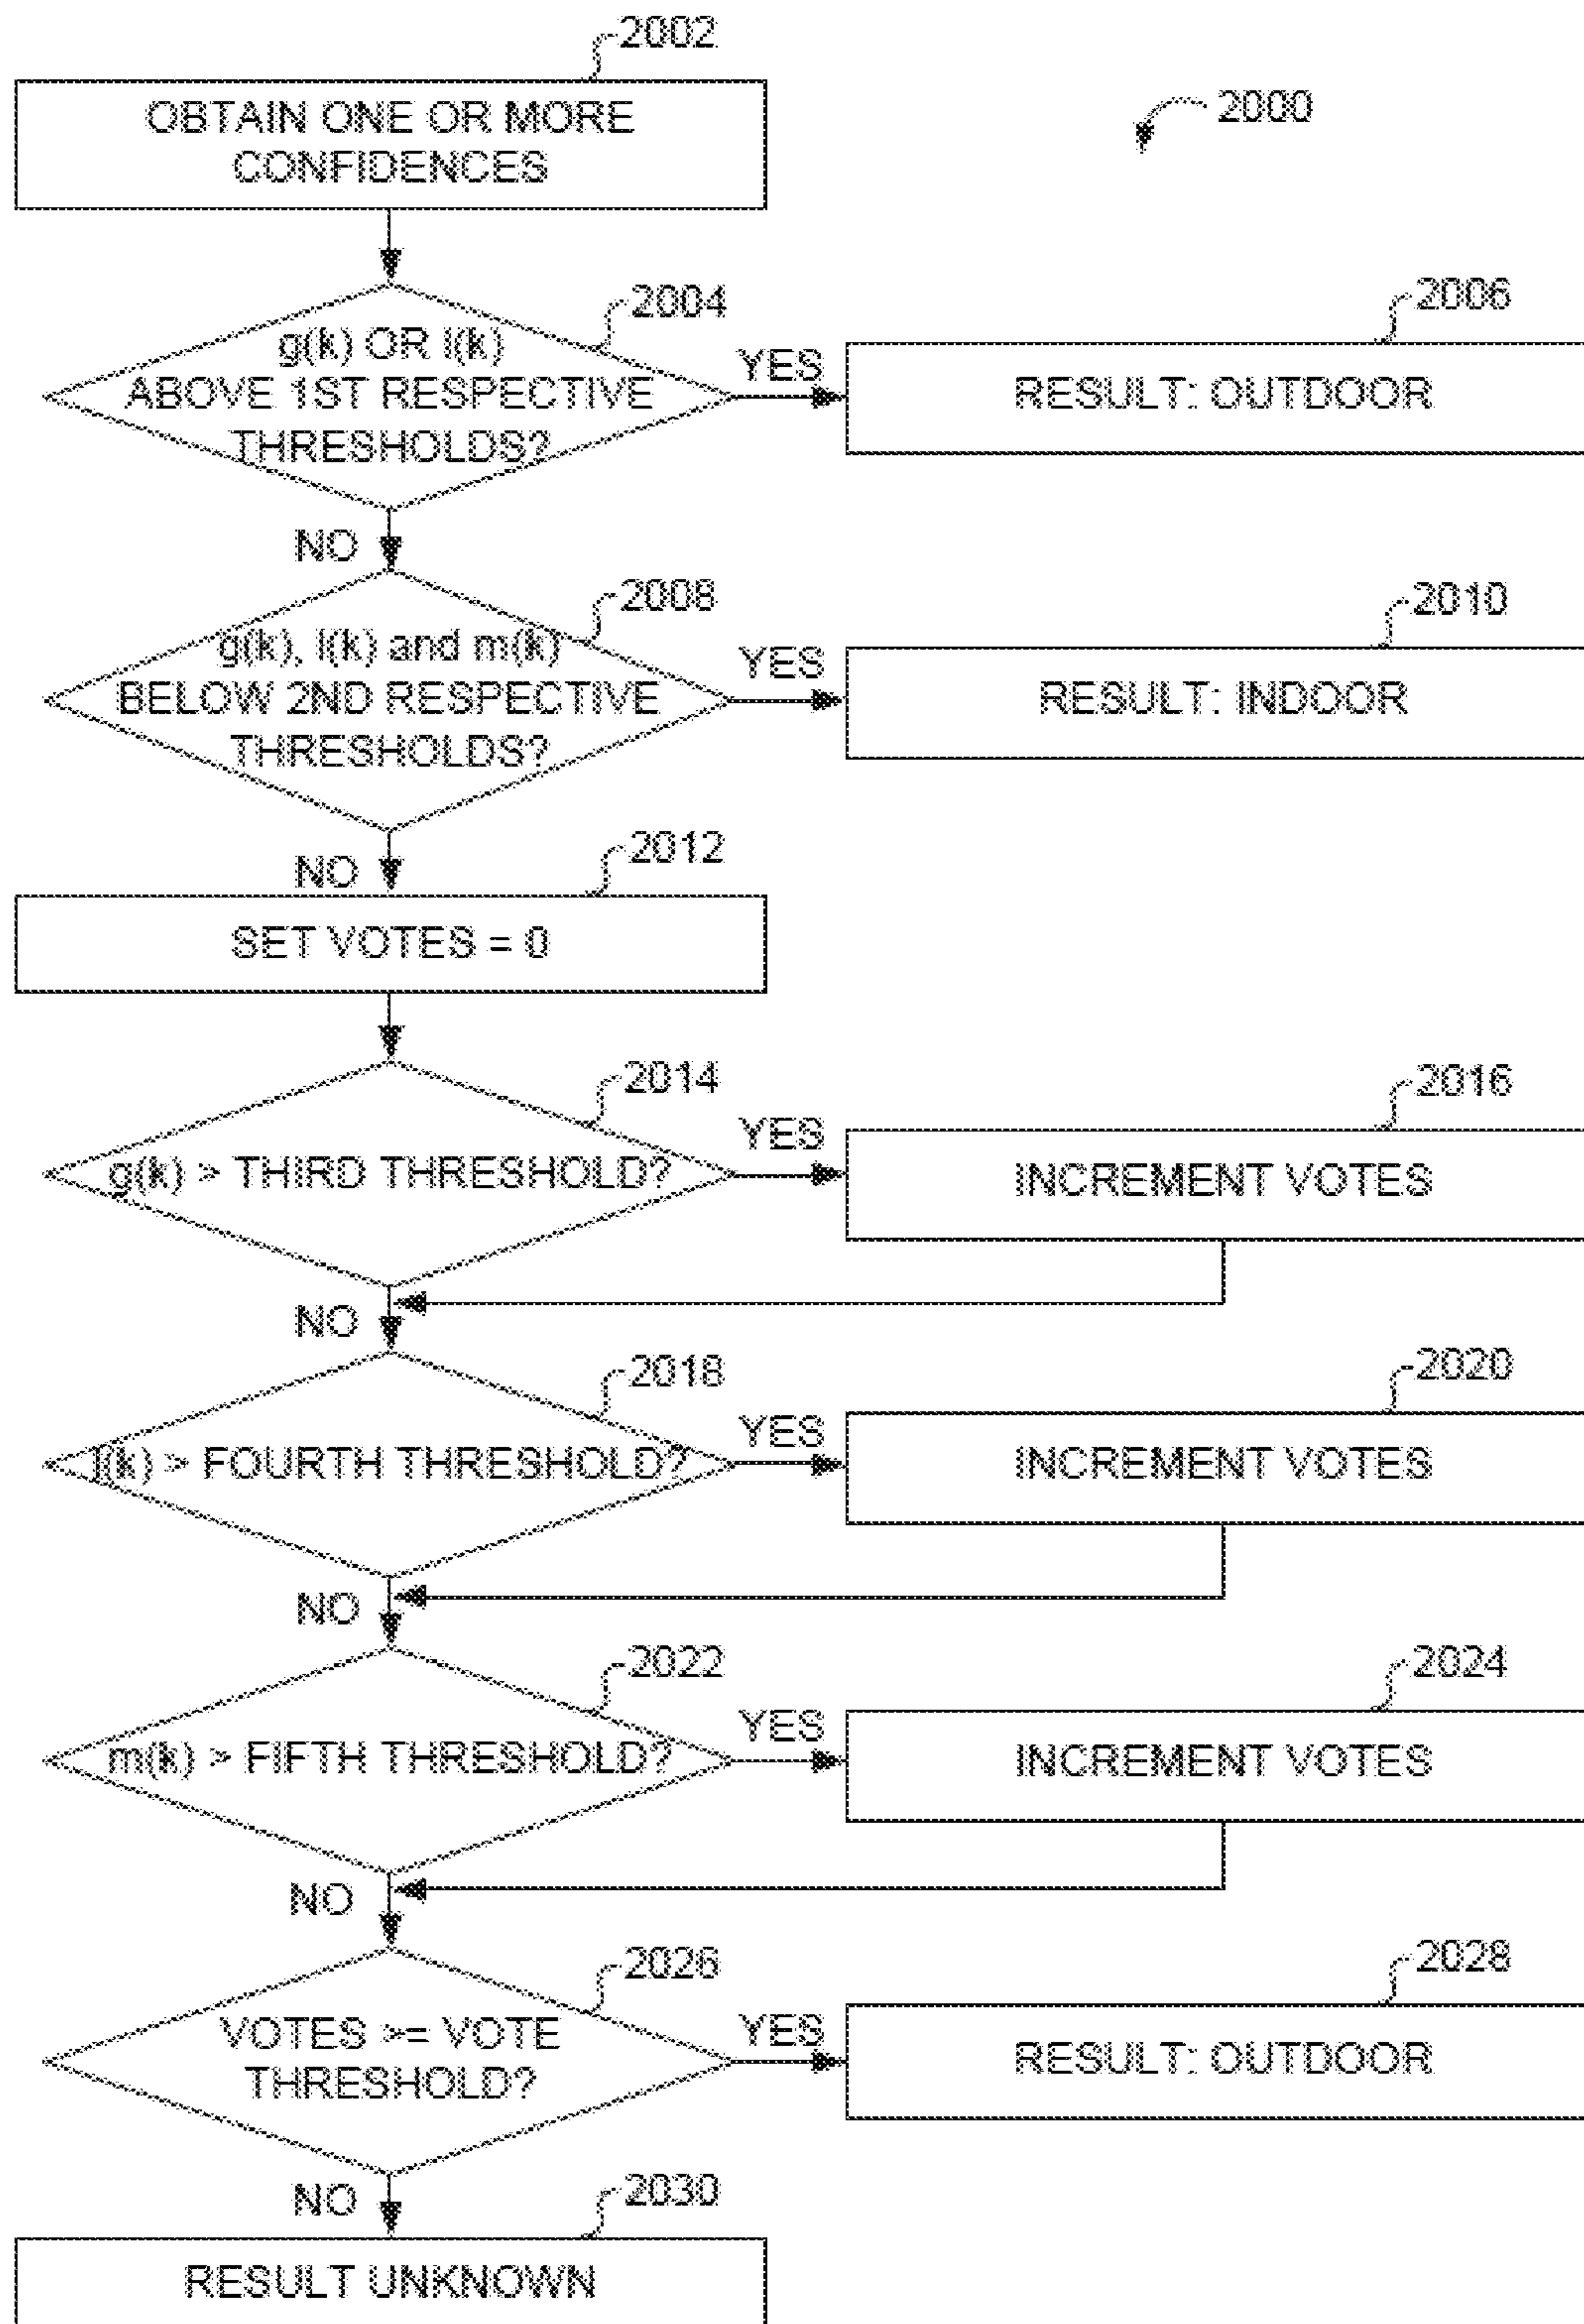 2002
OBTAIN ONE OR MORE
CONFIDENCES
2000
2004
g(k) OR l(k)
ABOVE 1ST RESPECTIVE
THRESHOLDS?
YES
2006
RESULT: OUTDOOR
NO
2008
g(k), l(k) and m(k)
BELOW 2ND RESPECTIVE
THRESHOLDS?
YES
2010
RESULT: INDOOR
NO
2012
SET VOTES = 0
2014
g(k) > THIRD THRESHOLD?
YES
2016
INCREMENT VOTES
NO
2018
l(k) > FOURTH THRESHOLD?
YES
2020
INCREMENT VOTES
NO
2022
m(k) > FIFTH THRESHOLD?
YES
2024
INCREMENT VOTES
NO
2026
VOTES >= VOTE
THRESHOLD?
YES
2028
RESULT: OUTDOOR
NO
2030
RESULT UNKNOWN